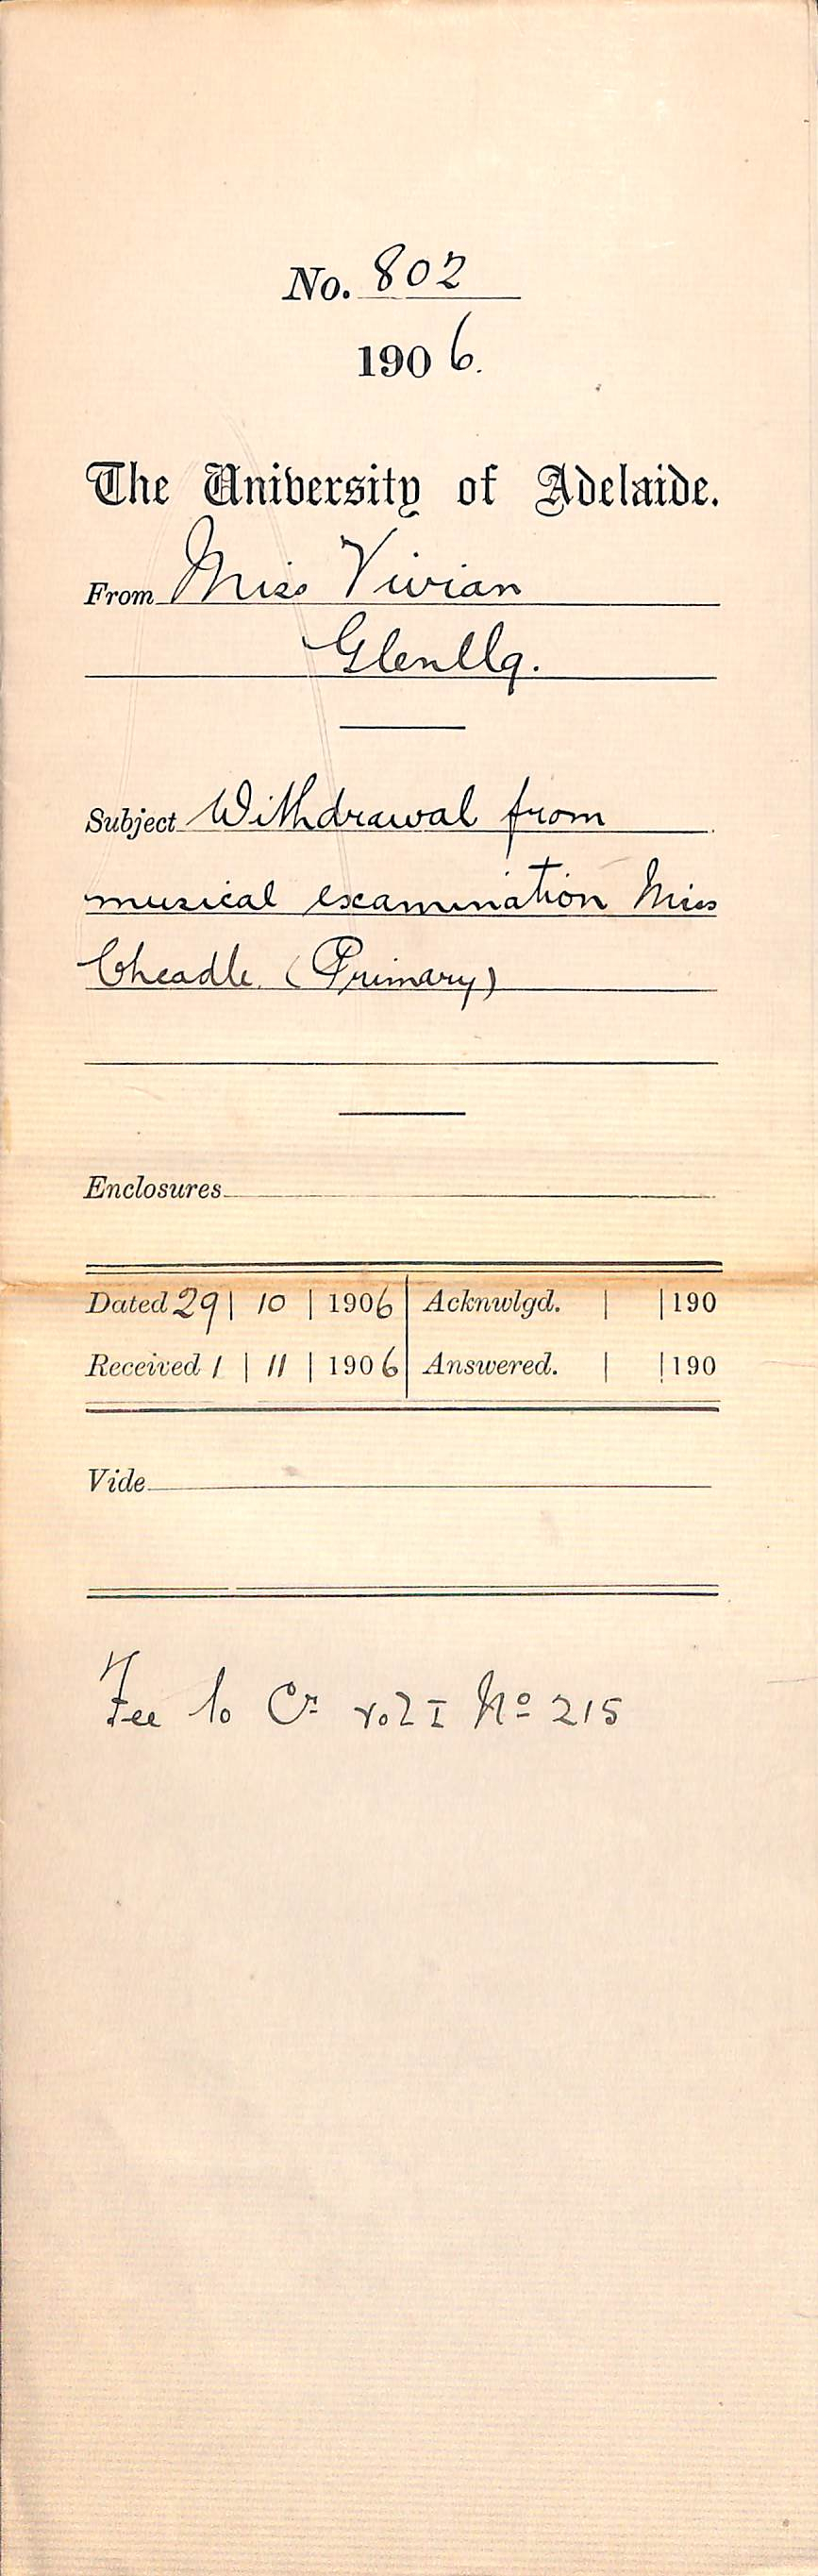 No. 802
1906.
The University of Adelaide.
From Miss Vivian
Glenelg.
Subject Withdrawal from
musical examination Miss
Cheadle. (Primary)
Enclosures
Dated 29 | 10 | 1906 Acknwlgd. | | 190
Received 1 | 11 | 1906 Answered. | | 190
Vide
Fee to Cr Vol I No 215